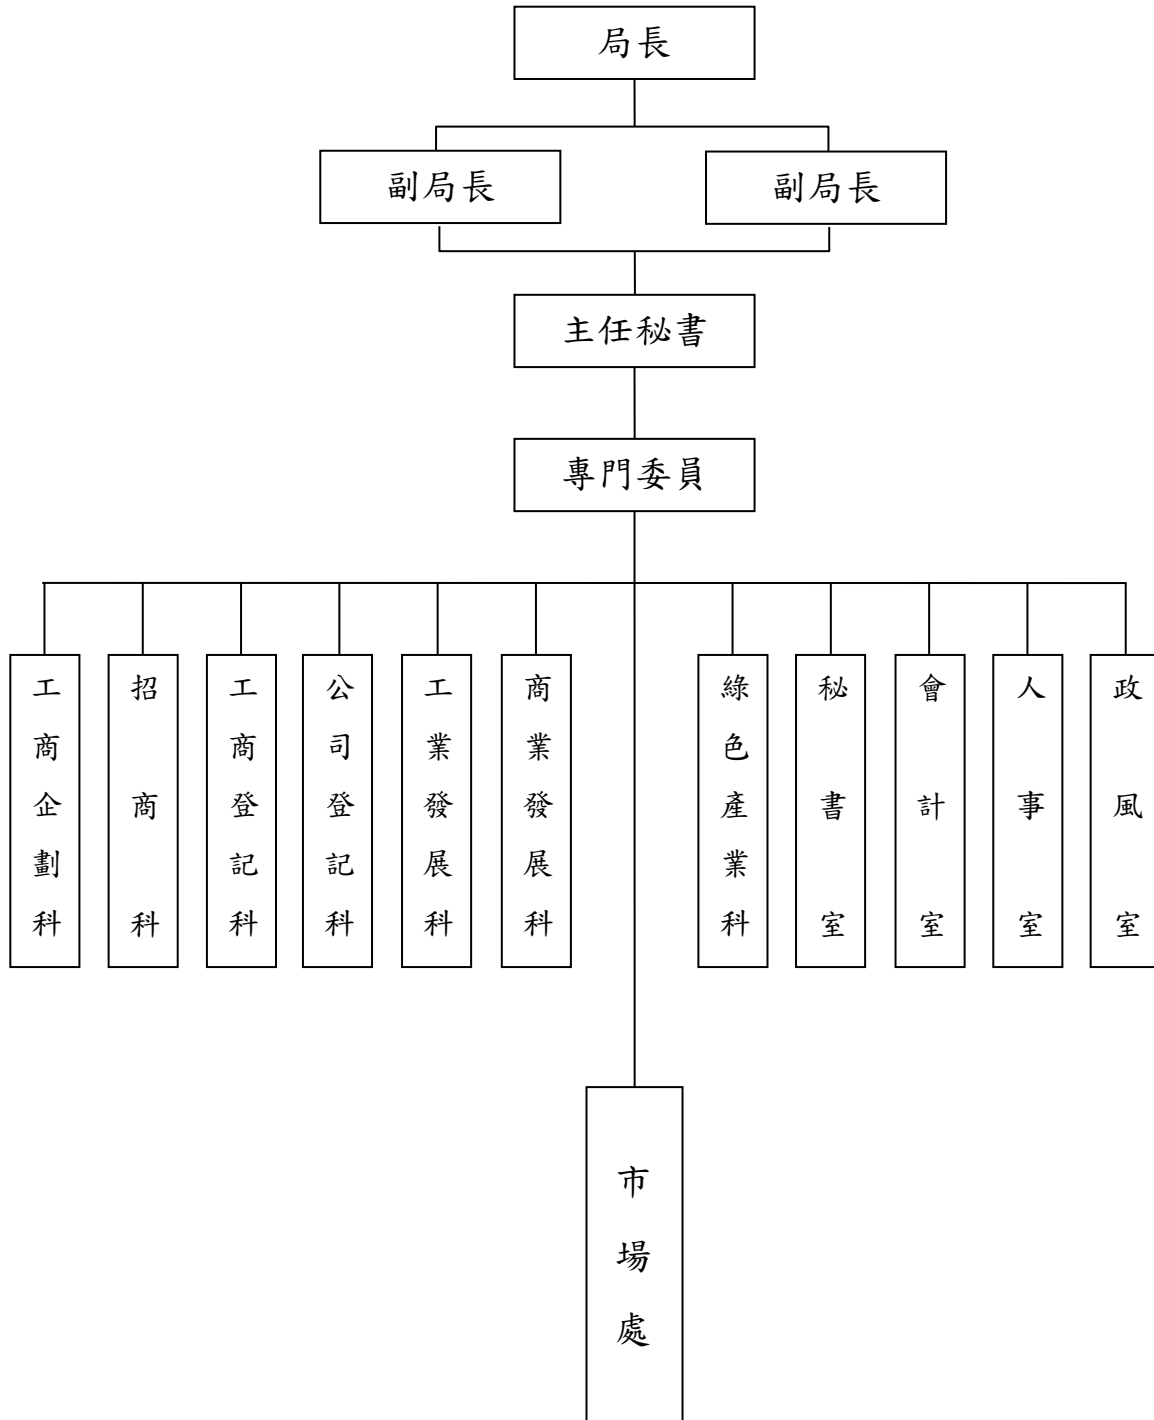 局長
副局長
副局長
主任秘書
專門委員
工商企劃科
招商科
工商登記科
公司登記科
工業發展科
商業發展科
綠色產業科
秘書室
會計室
人事室
政風室
市場處